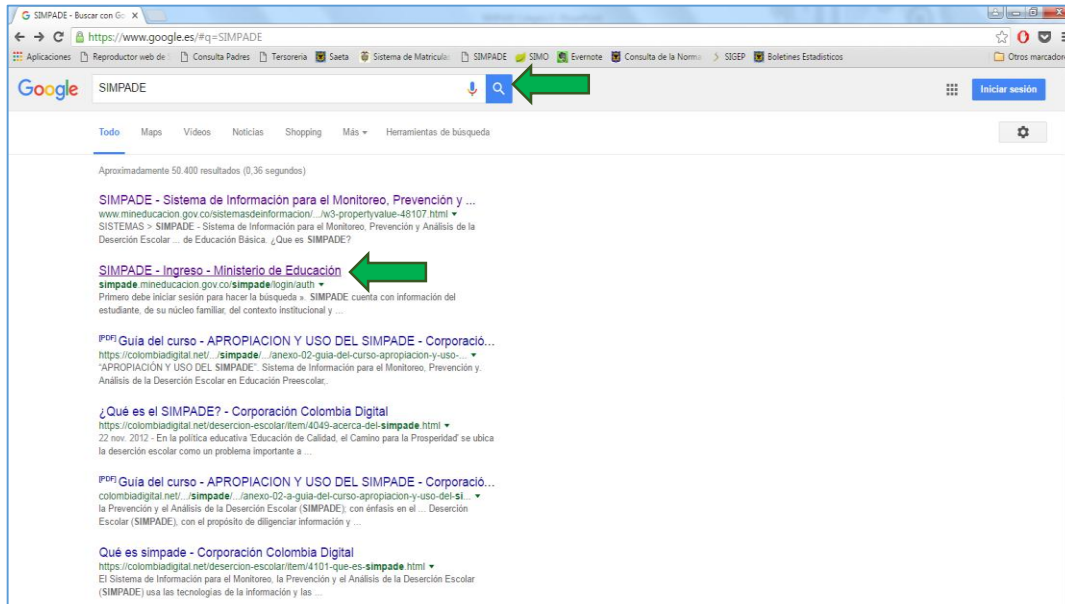 SIMPADE - Buscar con Go
https://www.google.es/#q=SIMPADE
Aplicaciones Reproductor web de Consulta Padres Tersoreria Saeta Sistema de Matricula SIMPADE SIMO Evernote Consulta de la Norma SIGEP Boletines Estadisticos Otros marcadore
Google SIMPADE Iniciar sesión
Todo Maps Vídeos Noticias Shopping Más Herramientas de búsqueda
Aproximadamente 50.400 resultados (0,36 segundos)
SIMPADE - Sistema de Información para el Monitoreo, Prevención y ...
www.mineducacion.gov.co/sistemasdeinformacion/.../w3-propertyvalue-48107.html
SISTEMAS > SIMPADE - Sistema de Información para el Monitoreo, Prevención y Análisis de la
Deserción Escolar ... de Educación Básica. ¿Que es SIMPADE?
SIMPADE - Ingreso - Ministerio de Educación
simpade.mineducacion.gov.co/simpade/login/auth
Primero debe iniciar sesión para hacer la búsqueda ». SIMPADE cuenta con información del
estudiante, de su núcleo familiar, del contexto institucional y ...
[PDF] Guía del curso - APROPIACION Y USO DEL SIMPADE - Corporació...
https://colombiadigital.net/.../simpade/.../anexo-02-guia-del-curso-apropiacion-y-uso-...
“APROPIACIÓN Y USO DEL SIMPADE”. Sistema de Información para el Monitoreo, Prevención y.
Análisis de la Deserción Escolar en Educación Preescolar,.
¿Qué es el SIMPADE? - Corporación Colombia Digital
https://colombiadigital.net/desercion-escolar/item/4049-acerca-del-simpade.html
22 nov. 2012 - En la política educativa 'Educación de Calidad, el Camino para la Prosperidad' se ubica
la deserción escolar como un problema importante a ...
[PDF] Guía del curso - APROPIACION Y USO DEL SIMPADE - Corporació...
colombiadigital.net/.../simpade/.../anexo-02-a-guia-del-curso-apropiacion-y-uso-del-si...
la Prevención y el Análisis de la Deserción Escolar (SIMPADE); con énfasis en el ... Deserción
Escolar (SIMPADE), con el propósito de diligenciar información y ...
Qué es simpade - Corporación Colombia Digital
https://colombiadigital.net/desercion-escolar/item/4101-que-es-simpade.html
El Sistema de Información para el Monitoreo, la Prevención y el Análisis de la Deserción Escolar
(SIMPADE) usa las tecnologías de la información y las ...